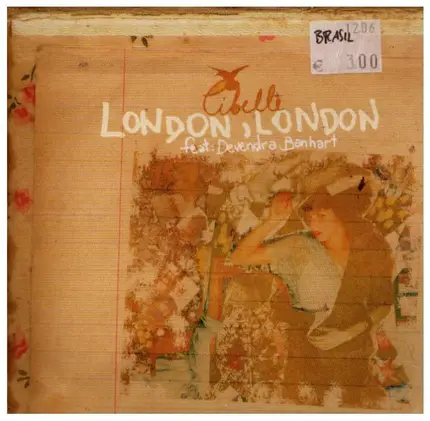 BRASIL 1206
€ 3.00
Cibelle
LONDON, LONDON
feat: Devendra Banhart